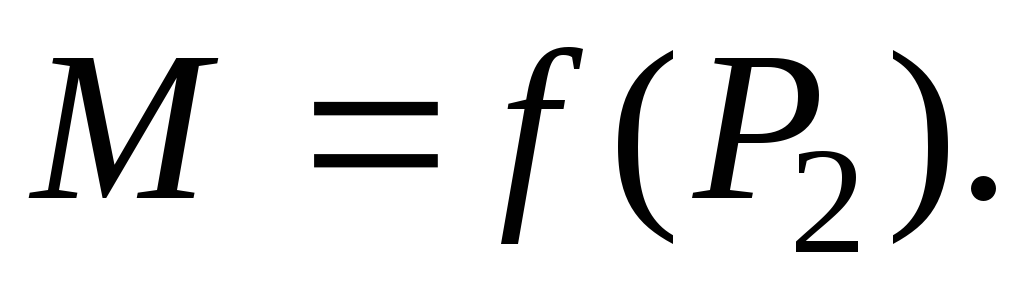 M = f (P₂).